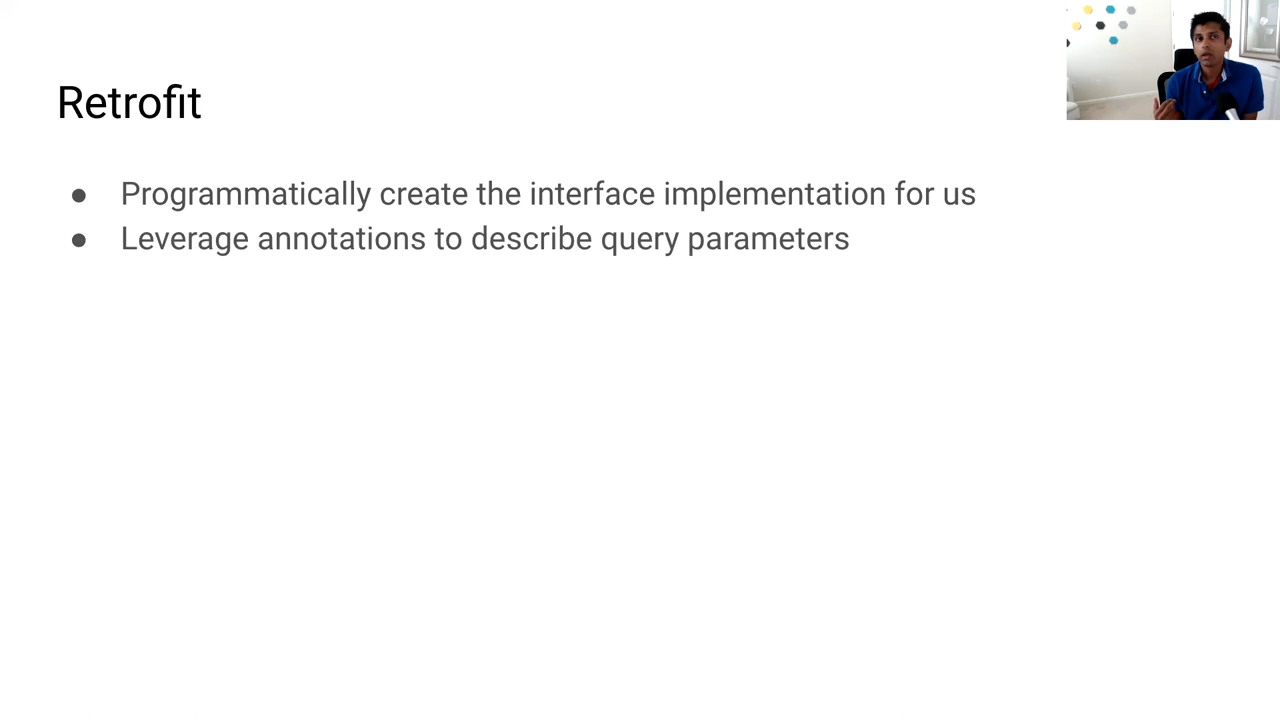 Retrofit
● Programmatically create the interface implementation for us
● Leverage annotations to describe query parameters